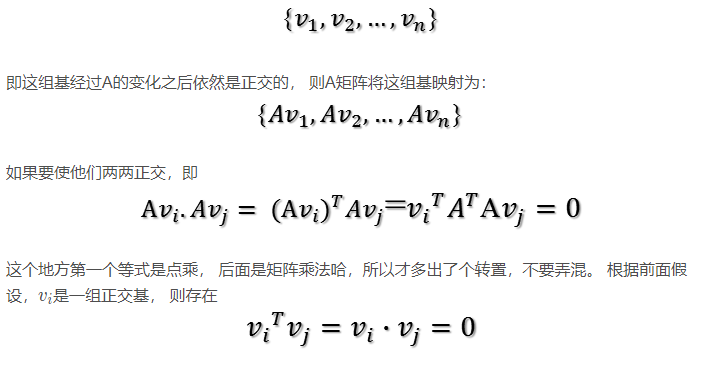 {v₁, v₂, …, vₙ}
即这组基经过A的变化之后依然是正交的， 则A矩阵将这组基映射为：
{Av₁, Av₂, …, Avₙ}
如果要使他们两两正交，即
Avᵢ. Avⱼ = (Avᵢ)ᵀAvⱼ=vᵢᵀAᵀAvⱼ = 0
这个地方第一个等式是点乘， 后面是矩阵乘法哈，所以才多出了个转置，不要弄混。 根据前面假
设，vᵢ是一组正交基， 则存在
vᵢᵀvⱼ = vᵢ · vⱼ = 0